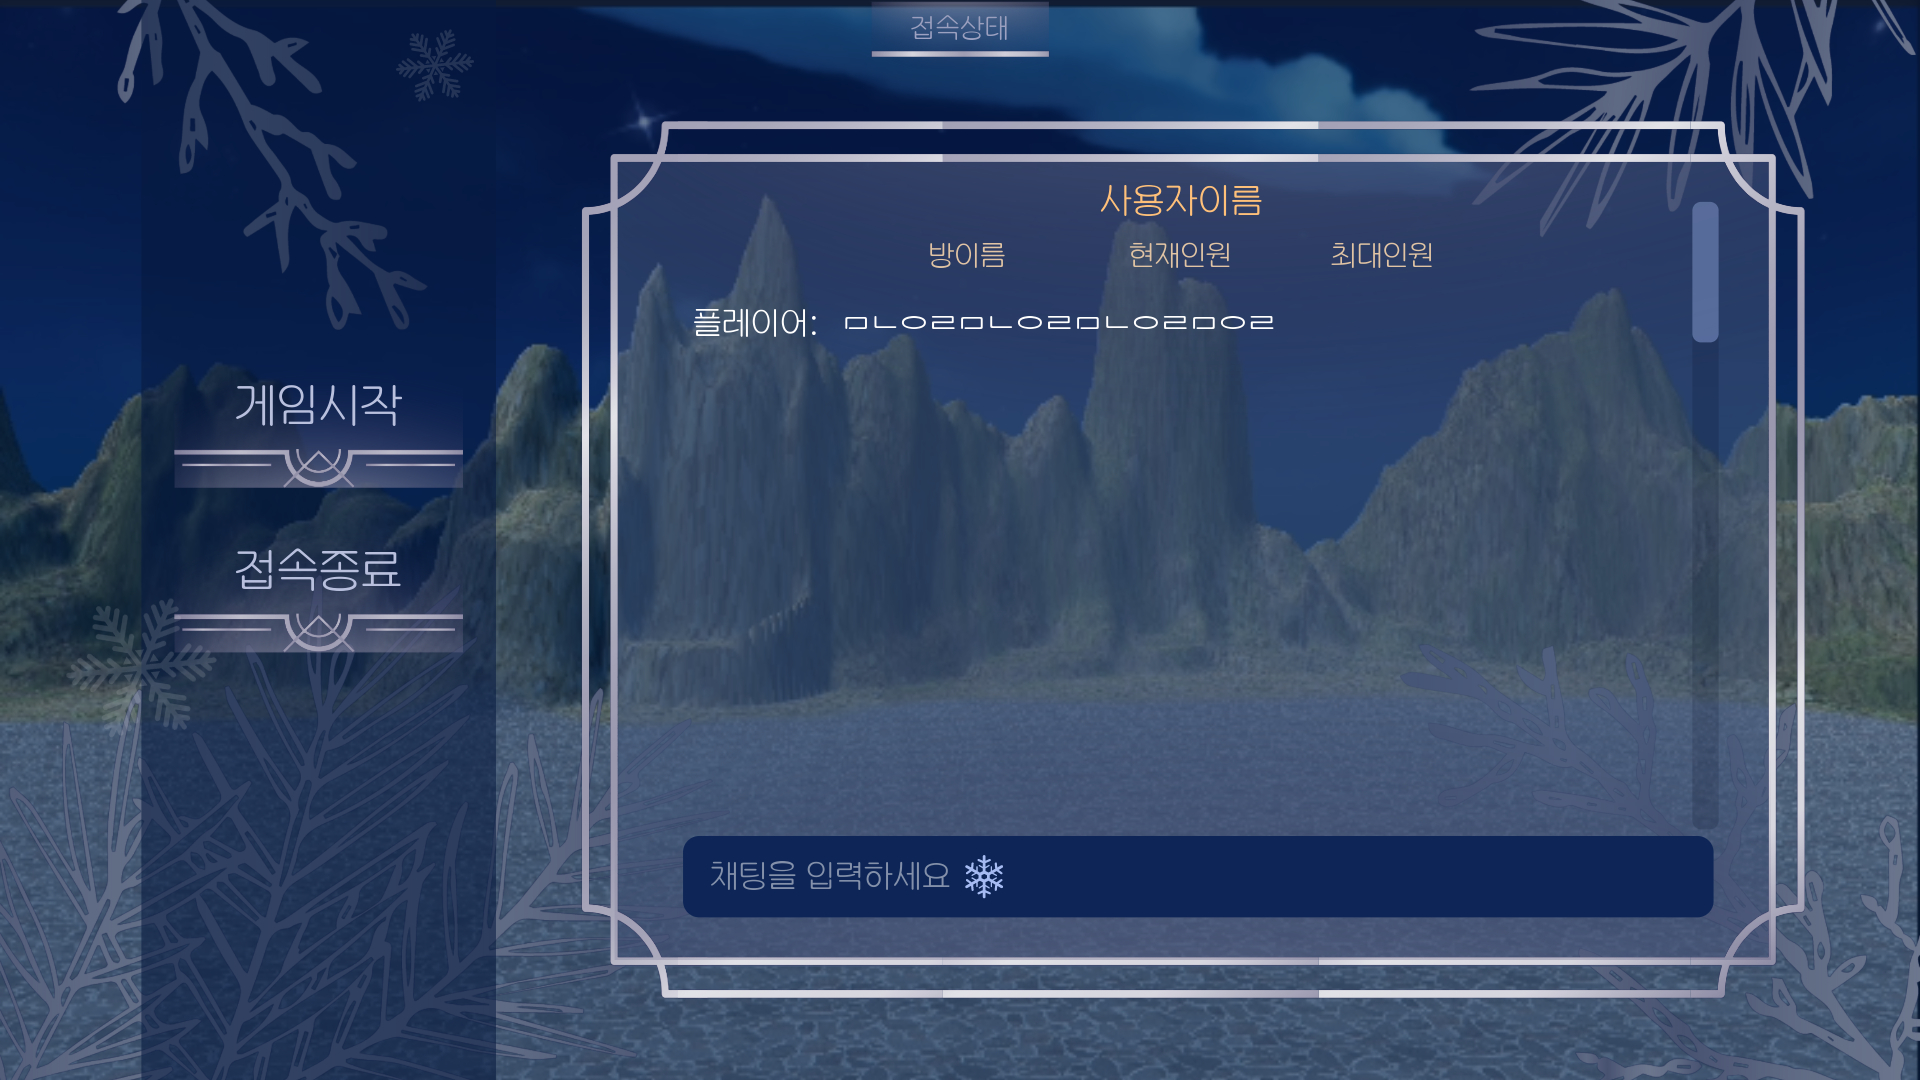 접속상태
게임시작
접속종료
사용자이름
방이름 현재인원 최대인원
플레이어: ㅁㄴㅇㄹㅁㄴㅇㄹㅁㄴㅇㄹㅁㅇㄹ
채팅을 입력하세요